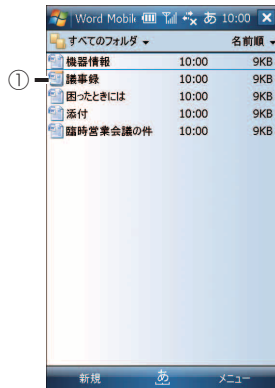 Word Mobile あ 10:00
すべてのフォルダ 名前順
機器情報 10:00 9KB
① 議事録 10:00 9KB
困ったときには 10:00 9KB
添付 10:00 9KB
臨時営業会議の件 10:00 9KB
新規 あ メニュー